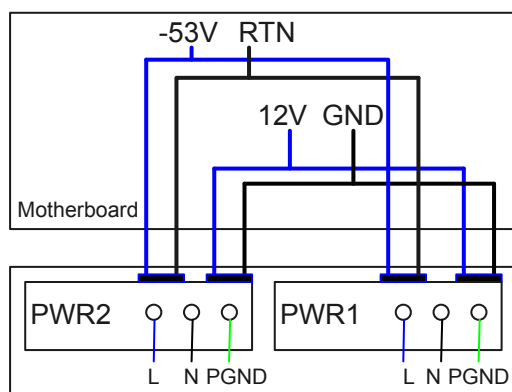 -53V RTN
12V GND
Motherboard
PWR2
PWR1
L N PGND
L N PGND